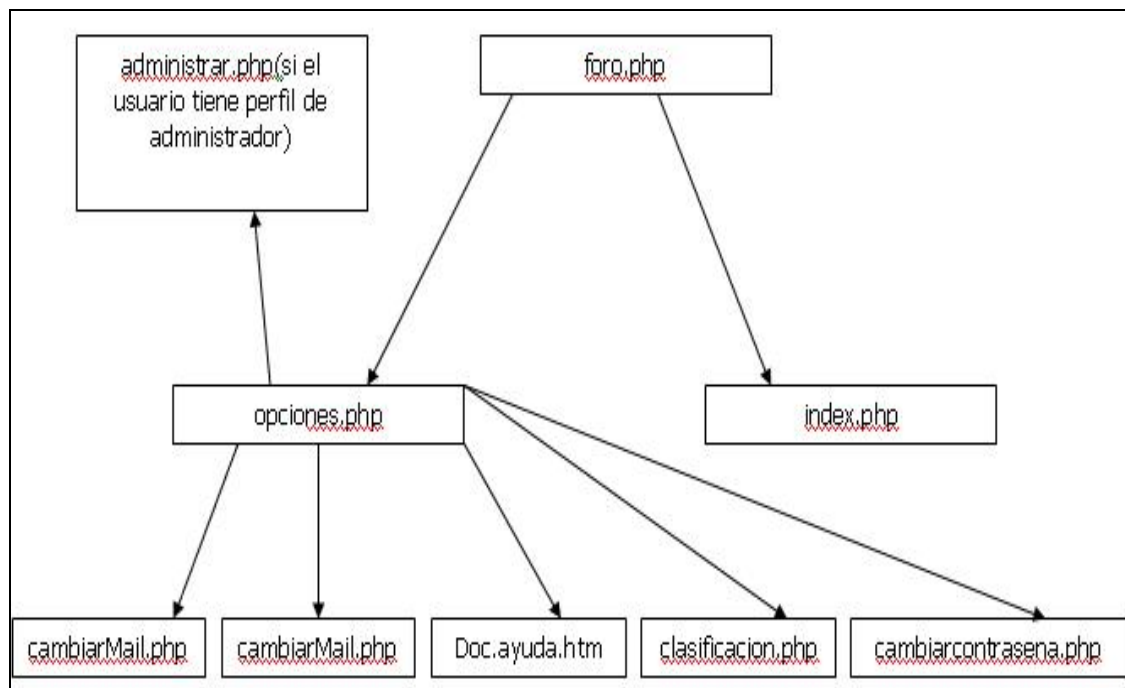 administrar.php(si el
usuario tiene perfil de
administrador)
foro.php
opciones.php
index.php
cambiarMail.php
cambiarMail.php
Doc.ayuda.htm
clasificacion.php
cambiarcontrasena.php